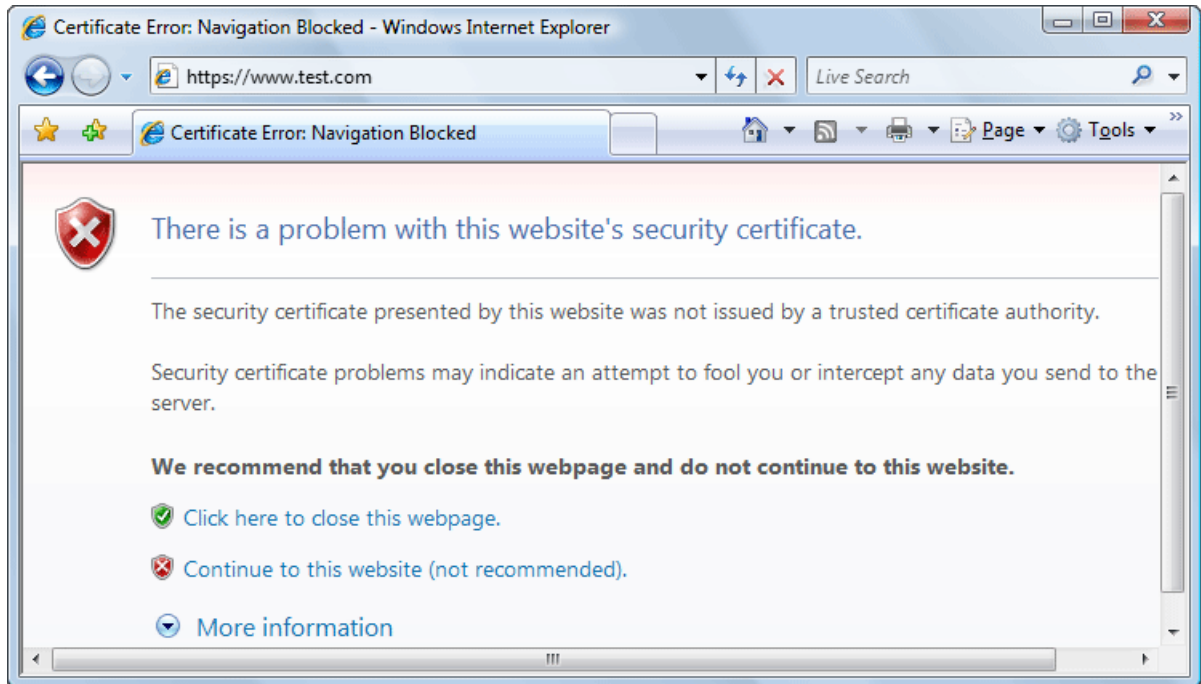 Certificate Error: Navigation Blocked - Windows Internet Explorer
https://www.test.com
Live Search
Certificate Error: Navigation Blocked
Page
Tools
There is a problem with this website's security certificate.
The security certificate presented by this website was not issued by a trusted certificate authority.
Security certificate problems may indicate an attempt to fool you or intercept any data you send to the
server.
We recommend that you close this webpage and do not continue to this website.
Click here to close this webpage.
Continue to this website (not recommended).
More information